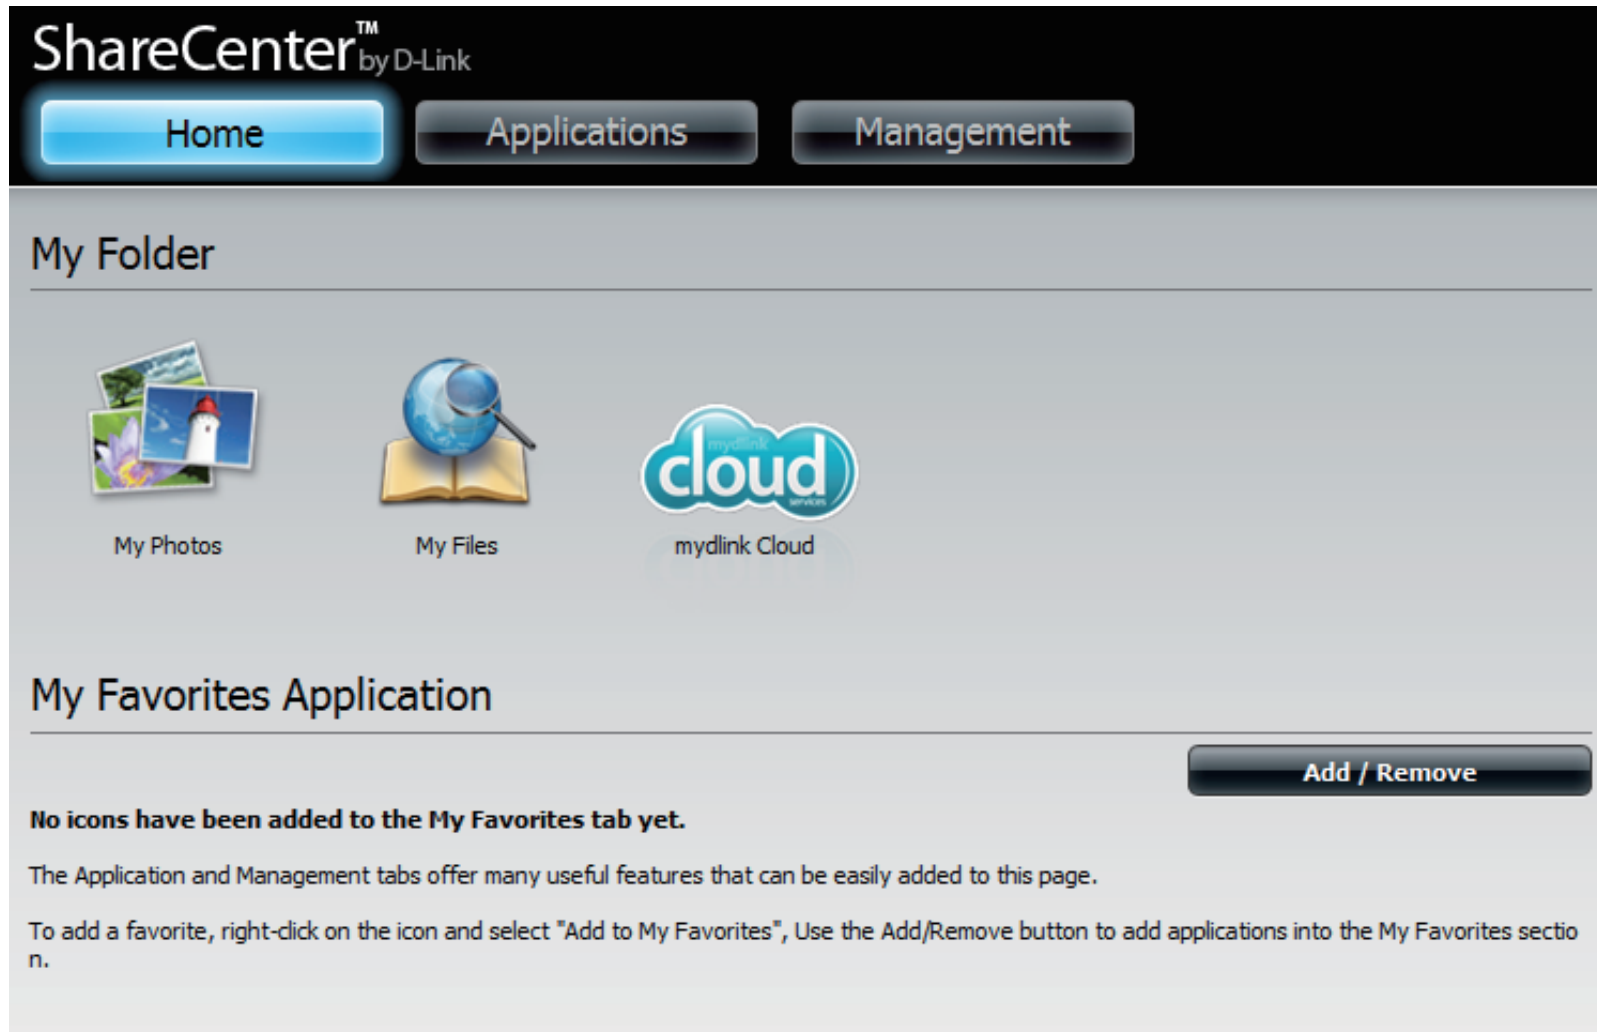 ShareCenter™ by D-Link
Home Applications Management
My Folder
mydlink
cloud
services
My Photos My Files mydlink Cloud
My Favorites Application
Add / Remove
No icons have been added to the My Favorites tab yet.
The Application and Management tabs offer many useful features that can be easily added to this page.
To add a favorite, right-click on the icon and select "Add to My Favorites", Use the Add/Remove button to add applications into the My Favorites sectio
n.